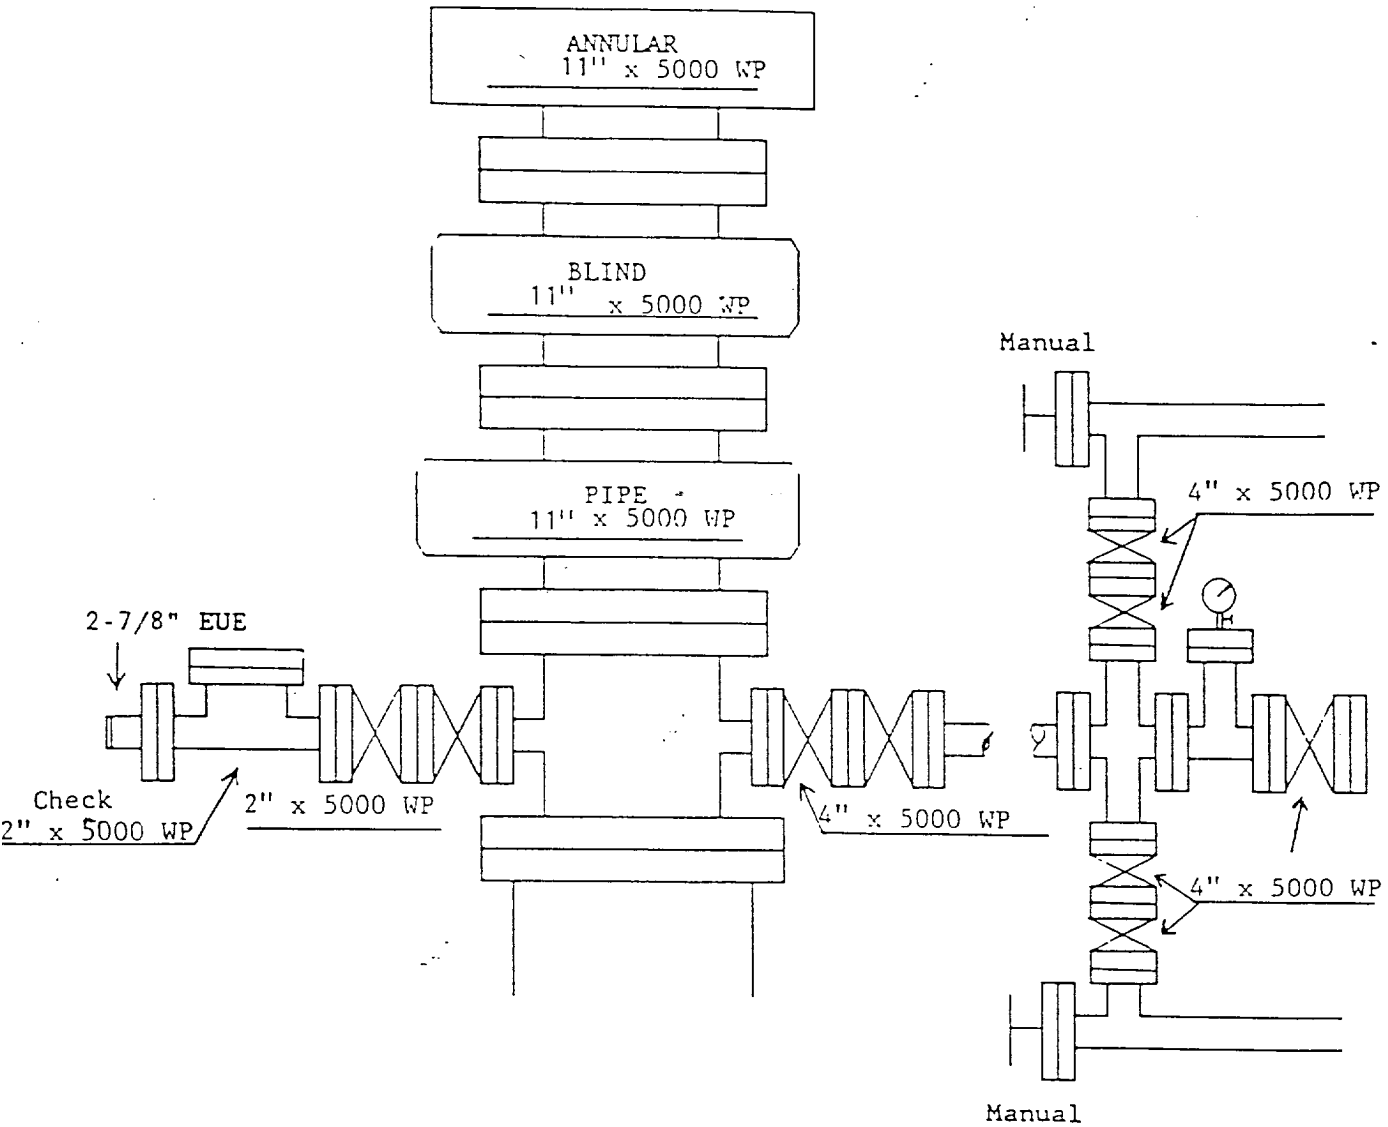 ANNULAR
11" x 5000 WP
BLIND
11" x 5000 WP
Manual
PIPE
11" x 5000 WP
4" x 5000 WP
2-7/8" EUE
Check
2" x 5000 WP
2" x 5000 WP
4" x 5000 WP
4" x 5000 WP
Manual